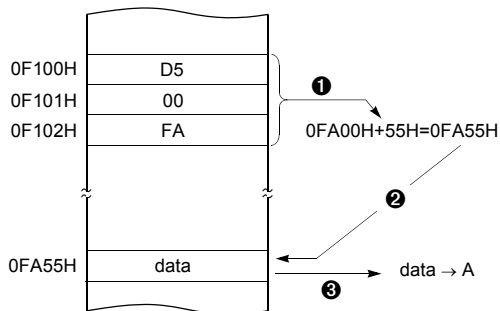 0F100H D5
0F101H 00
0F102H FA
❶
0FA00H+55H=0FA55H
❷
0FA55H data
❸
data → A